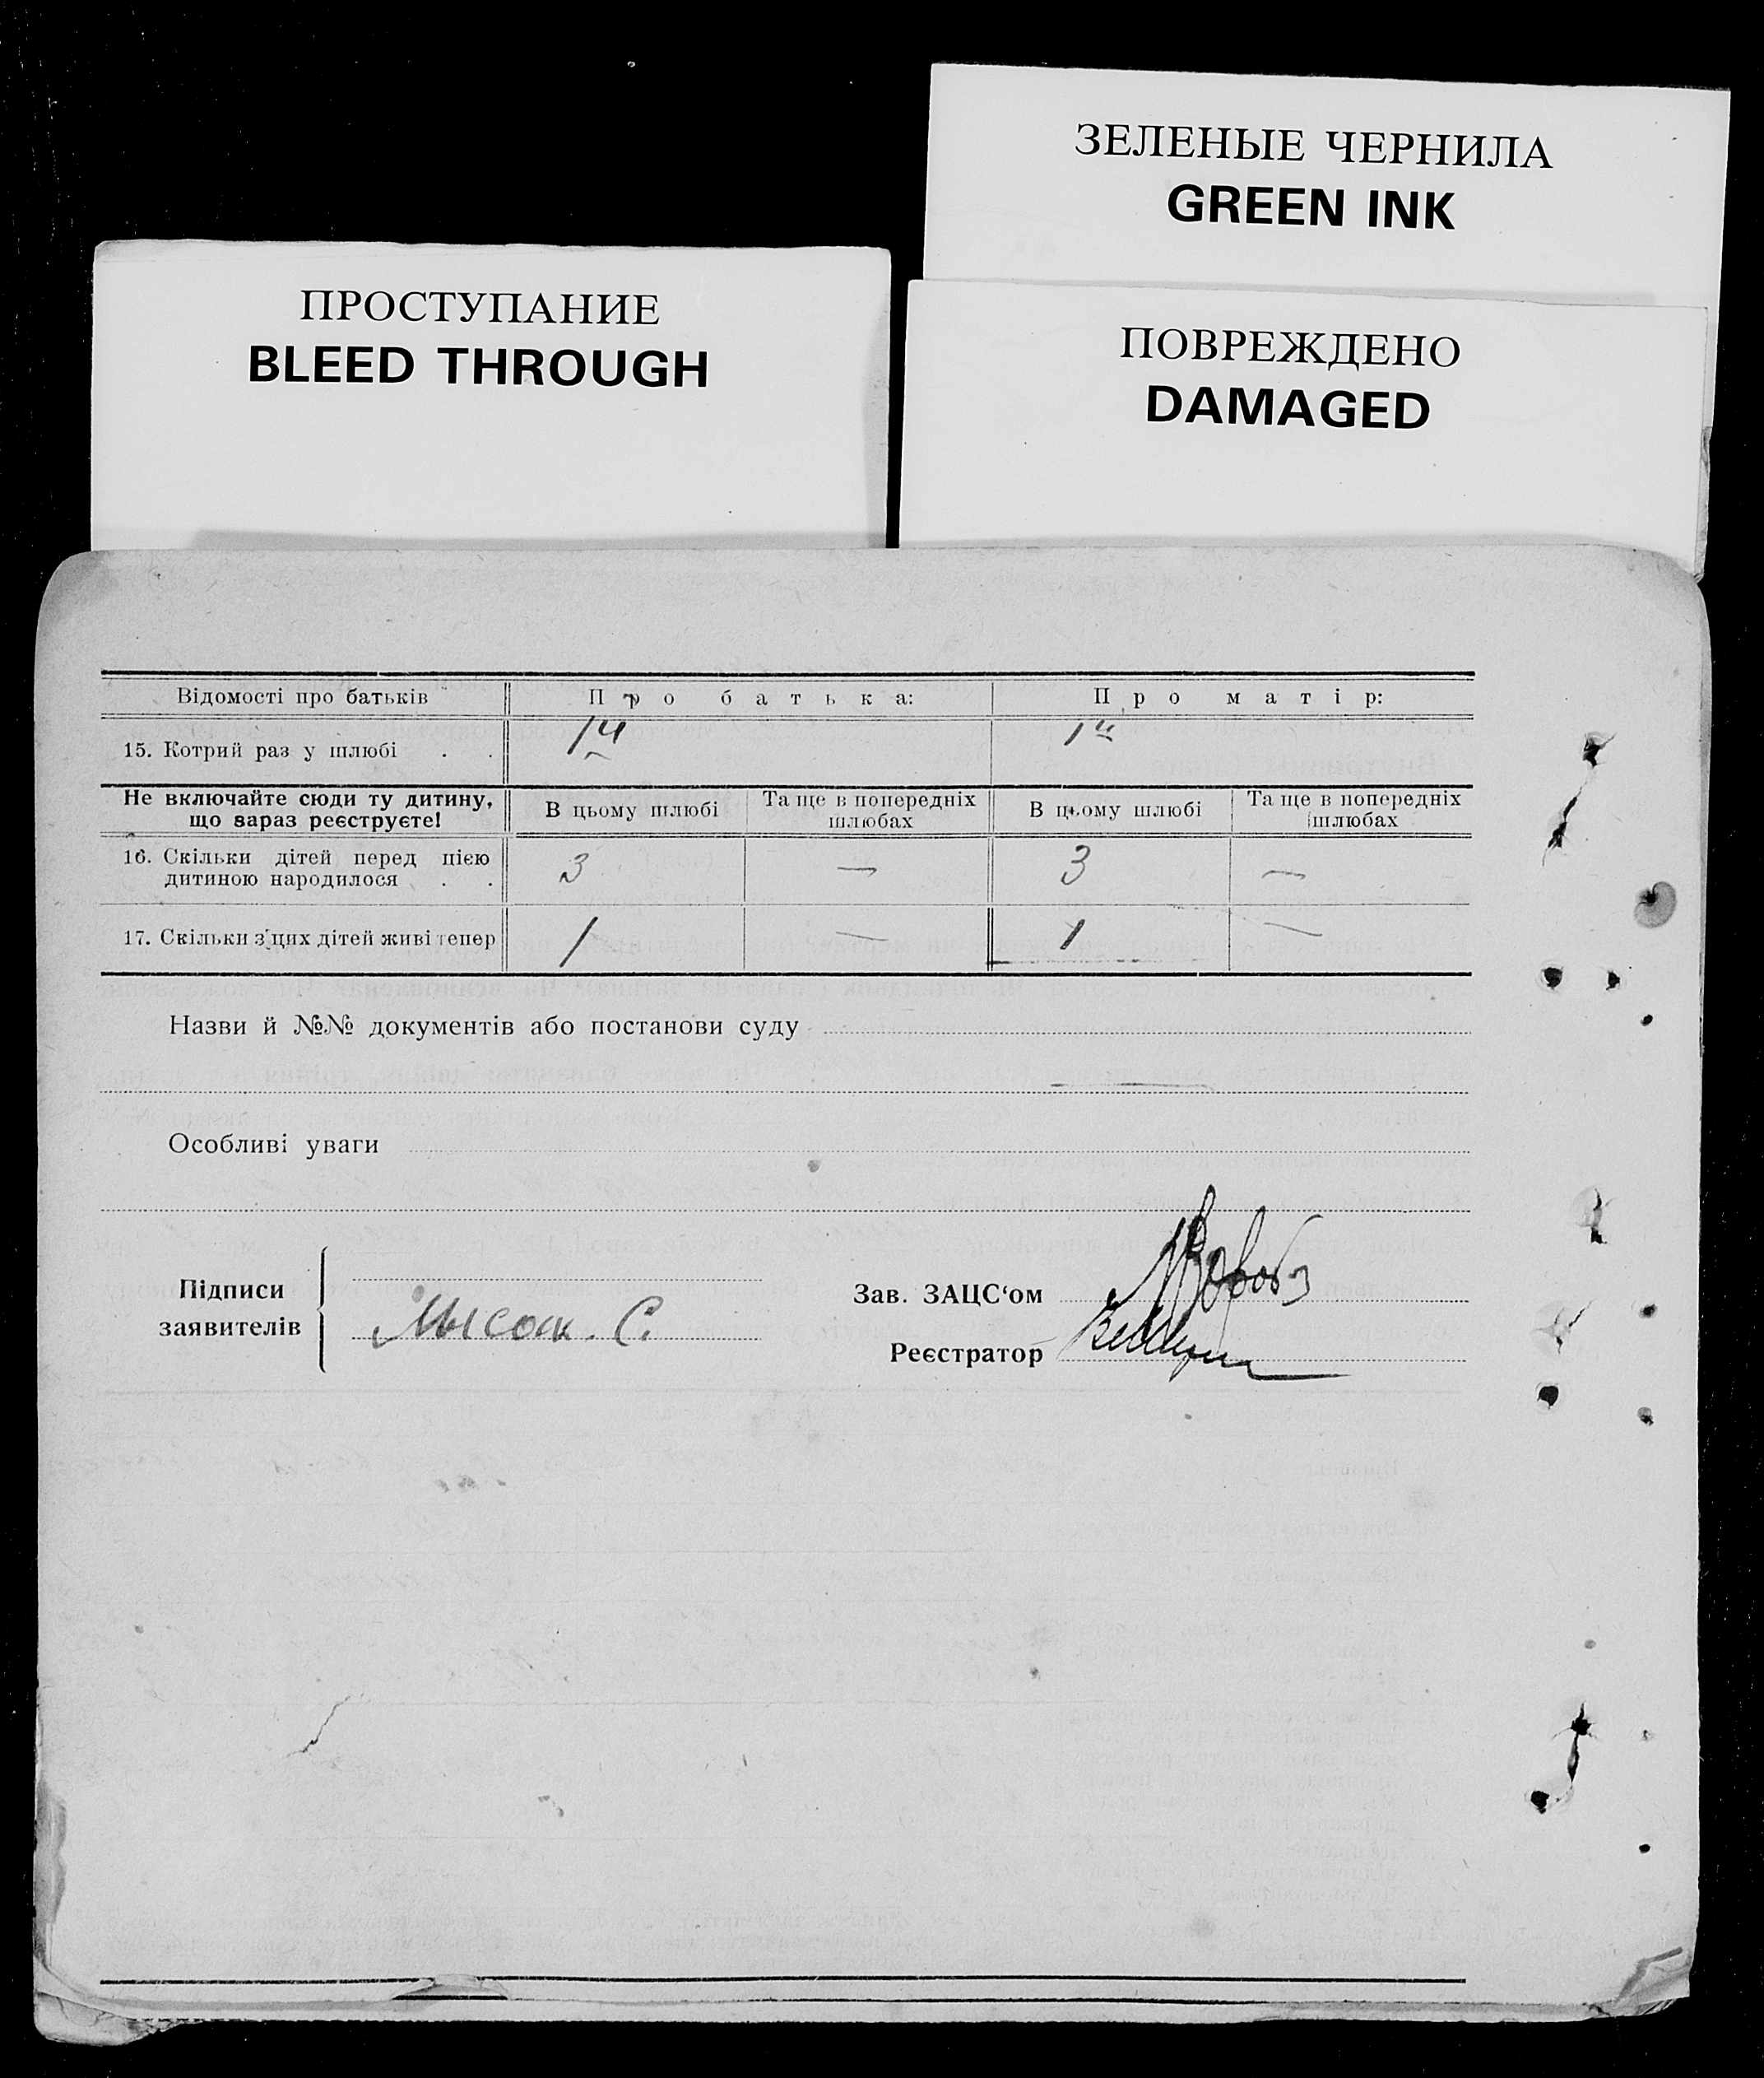 ЗЕЛЕНЫЕ ЧЕРНИЛА
GREEN INK
ПРОСТУПАНИЕ
BLEED THROUGH
ПОВРЕЖДЕНО
DAMAGED
Відомості про батьків Про батька: Про матір:
15. Котрий раз у шлюбі . . 1й 1й
Не включайте сюди ту дитину, що зараз реєструєте! В цьому шлюбі Та ще в попередніх шлюбах В цьому шлюбі Та ще в попередніх шлюбах
16. Скільки дітей перед цією
дитиною народилося . . 3 — 3 —
17. Скільки з'цих дітей живі тепер 1 — 1 —
Назви й №№ документів або постанови суду
Особливі уваги
Підписи
заявителів
Мысак. С.
Зав. ЗАЦС‘ом
Реєстратор